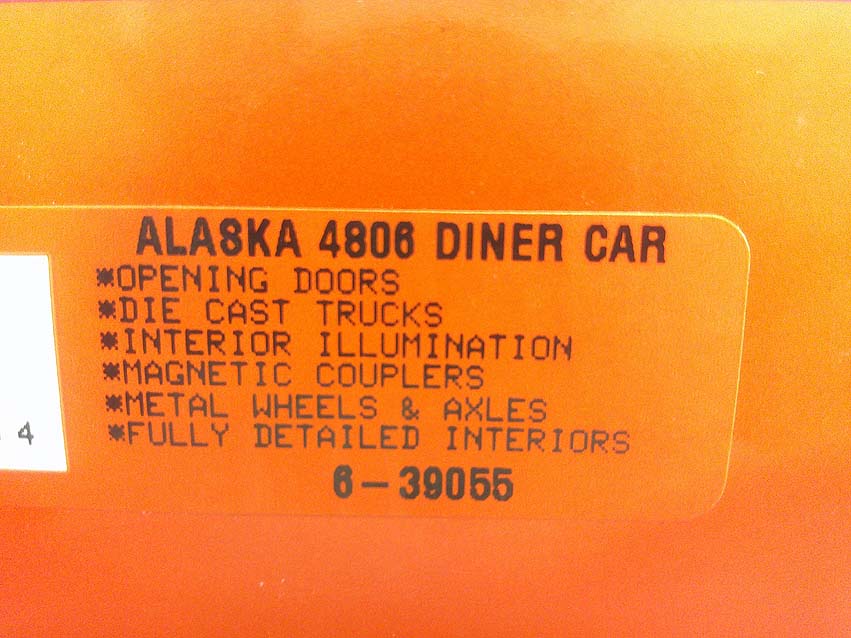 ALASKA 4806 DINER CAR
*OPENING DOORS
*DIE CAST TRUCKS
*INTERIOR ILLUMINATION
*MAGNETIC COUPLERS
*METAL WHEELS & AXLES
*FULLY DETAILED INTERIORS
6-39055
4